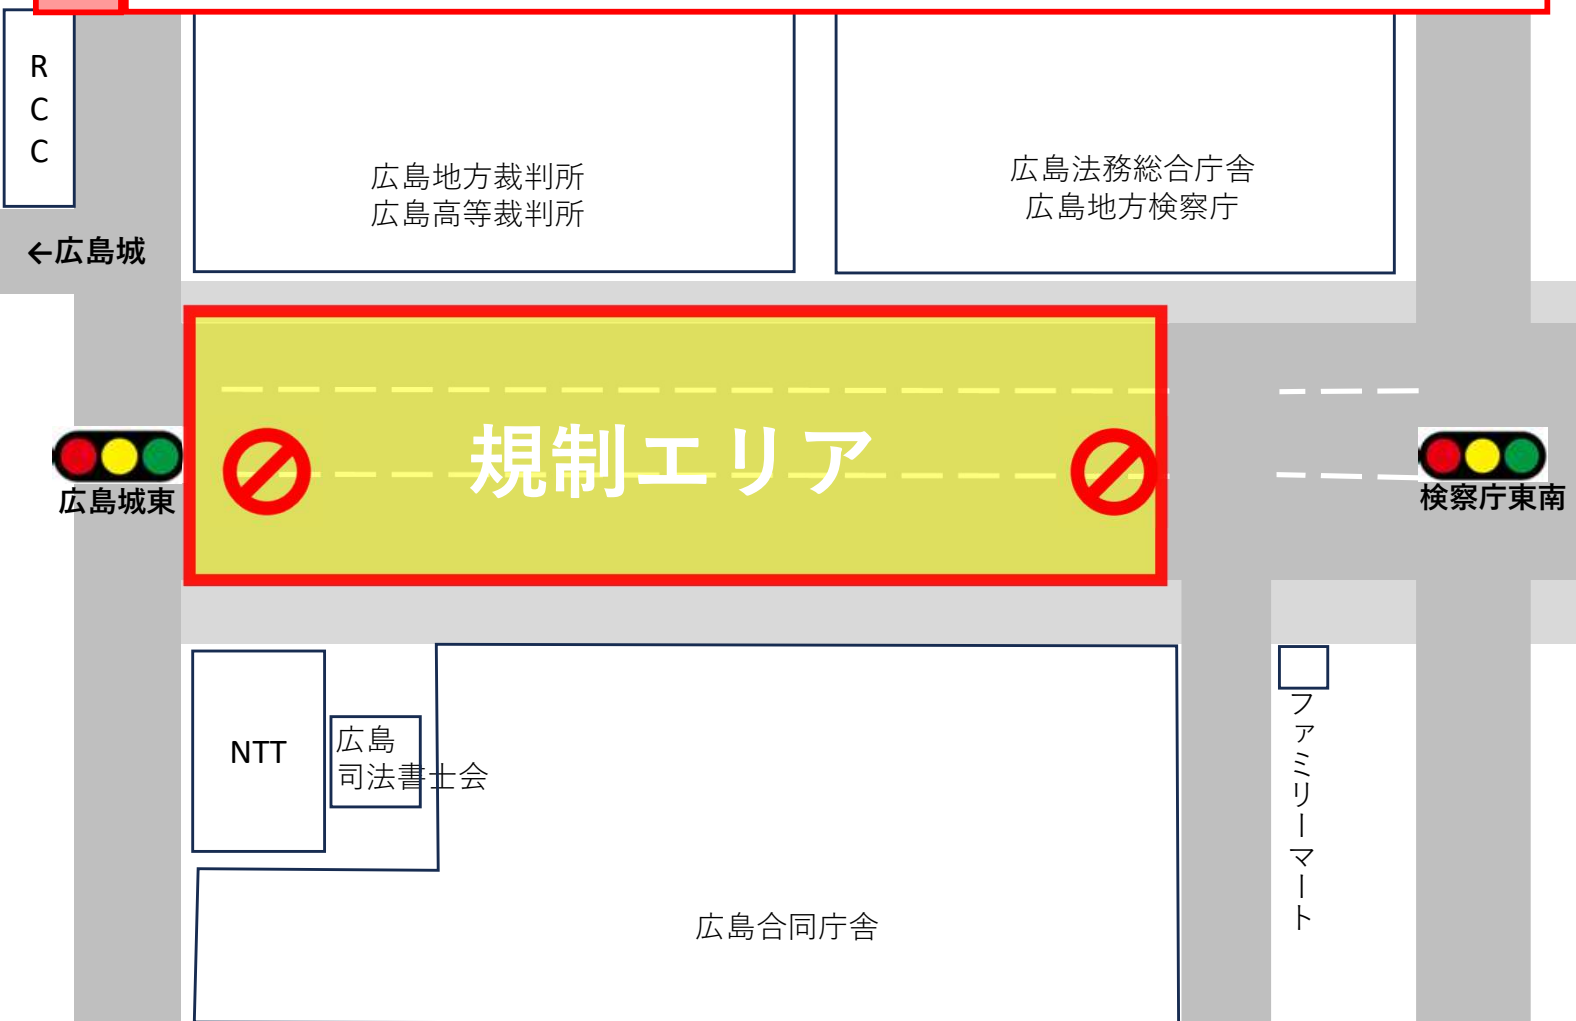 R
C
C
広島地方裁判所
広島高等裁判所
広島法務総合庁舎
広島地方検察庁
←広島城
規制エリア
広島城東
検察庁東南
NTT
広島
司法書士会
ファミリーマート
広島合同庁舎